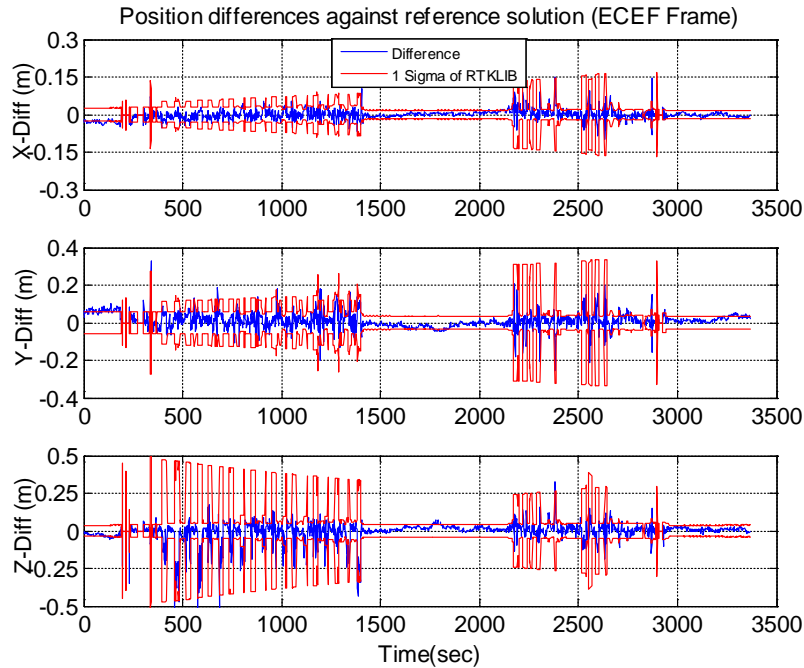 Position differences against reference solution (ECEF Frame)
Difference
1 Sigma of RTKLIB
X-Diff (m)
0.3
0.15
0
-0.15
-0.3
0 500 1000 1500 2000 2500 3000 3500
Y-Diff (m)
0.4
0.2
0
-0.2
-0.4
0 500 1000 1500 2000 2500 3000 3500
Z-Diff (m)
0.5
0.25
0
-0.25
-0.5
0 500 1000 1500 2000 2500 3000 3500
Time(sec)